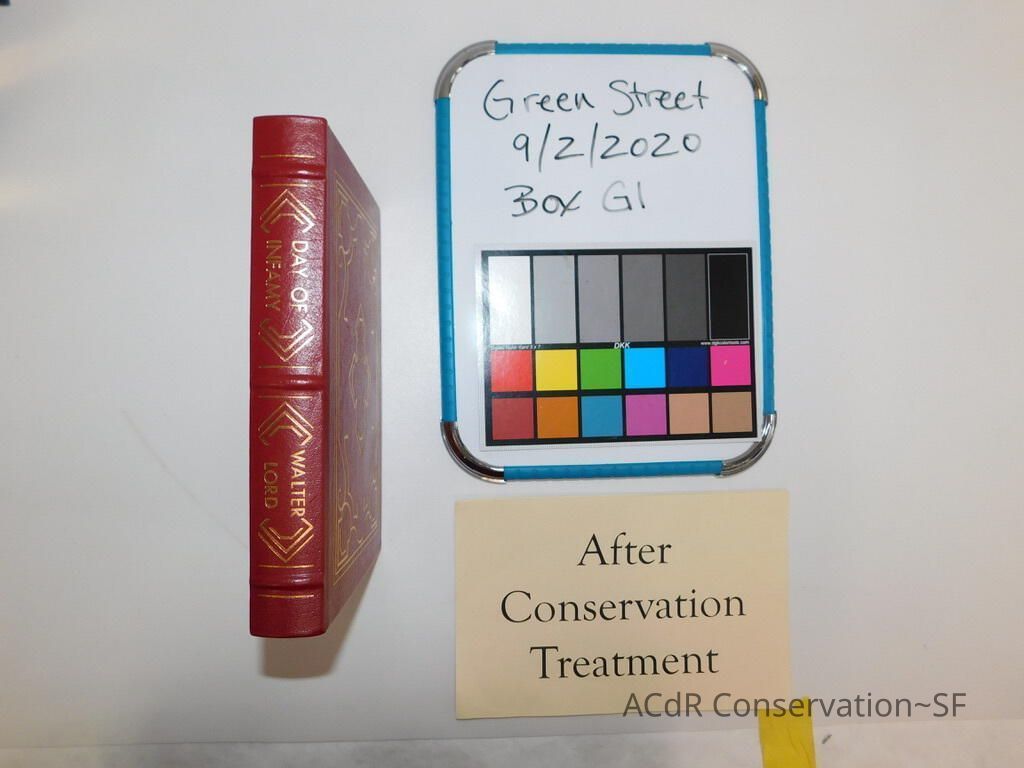 DAY OF
INFAMY
WALTER
LORD
Green Street
9/2/2020
Box G1
DKK
After
Conservation
Treatment
ACdR Conservation~SF